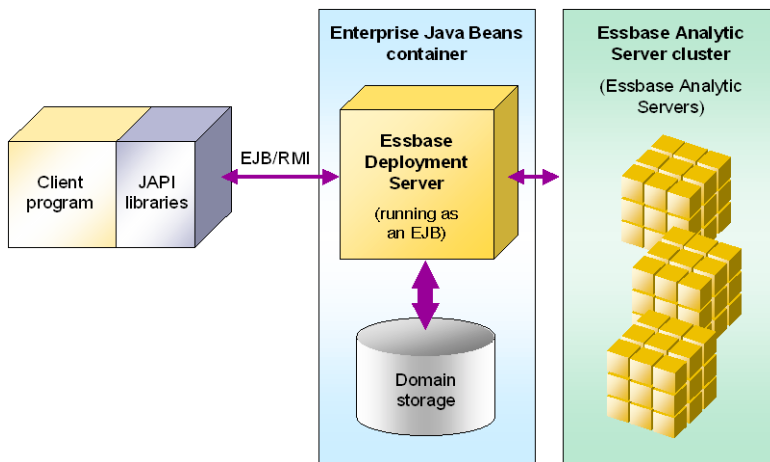 Enterprise Java Beans
container
Essbase Analytic
Server cluster
(Essbase Analytic
Servers)
Client
program
JAPI
libraries
EJB/RMI
Essbase
Deployment
Server
(running as
an EJB)
Domain
storage